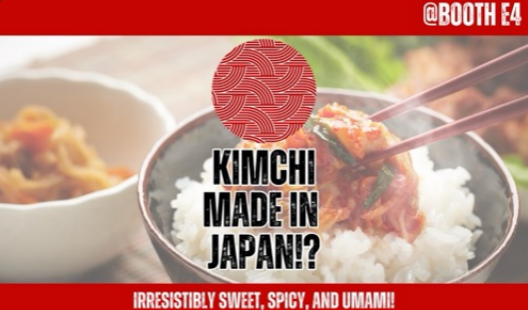 @BOOTH E4
KIMCHI
MADE IN
JAPAN!?
IRRESISTIBLY SWEET, SPICY, AND UMAMI!